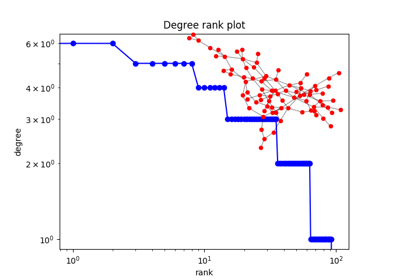 Degree rank plot
6 × 10⁰
4 × 10⁰
3 × 10⁰
2 × 10⁰
10⁰
degree
10⁰
10¹
10²
rank